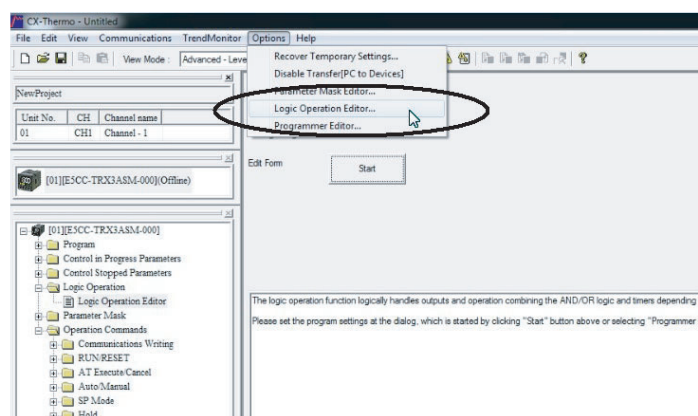 CX-Thermo - Untitled
File Edit View Communications TrendMonitor Options Help
View Mode : Advanced - Leve
Recover Temporary Settings...
Disable Transfer[PC to Devices]
Parameter Mask Editor...
Logic Operation Editor...
Programmer Editor...
NewProject
Unit No. CH Channel name
01 CH1 Channel - 1
Edit Form Start
[01][E5CC-TRX3ASM-000](Offline)
[01][E5CC-TRX3ASM-000]
Program
Control in Progress Parameters
Control Stopped Parameters
Logic Operation
Logic Operation Editor
Parameter Mask
Operation Commands
Communications Writing
RUN/RESET
AT Execute/Cancel
Auto/Manual
SP Mode
Hold
The logic operation function logically handles outputs and operation combining the AND/OR logic and timers depending
Please set the program settings at the dialog, which is started by clicking "Start" button above or selecting "Programmer